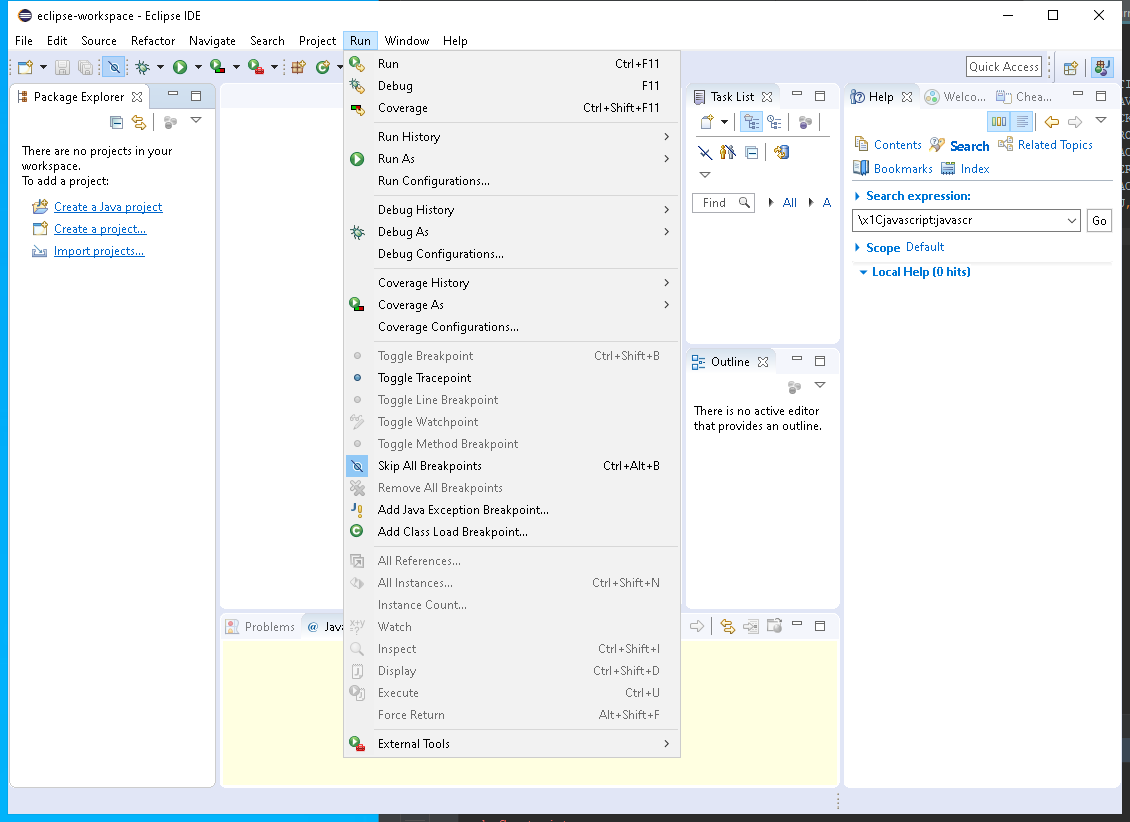 eclipse-workspace - Eclipse IDE
File Edit Source Refactor Navigate Search Project Run Window Help
Quick Access
Package Explorer
There are no projects in your
workspace.
To add a project:
Create a Java project
Create a project...
Import projects...
Run Ctrl+F11
Debug F11
Coverage Ctrl+Shift+F11
Run History
Run As
Run Configurations...
Debug History
Debug As
Debug Configurations...
Coverage History
Coverage As
Coverage Configurations...
Toggle Breakpoint Ctrl+Shift+B
Toggle Tracepoint
Toggle Line Breakpoint
Toggle Watchpoint
Toggle Method Breakpoint
Skip All Breakpoints Ctrl+Alt+B
Remove All Breakpoints
Add Java Exception Breakpoint...
Add Class Load Breakpoint...
All References...
All Instances... Ctrl+Shift+N
Instance Count...
Watch
Inspect Ctrl+Shift+I
Display Ctrl+Shift+D
Execute Ctrl+U
Force Return Alt+Shift+F
External Tools
Task List
Find All A
Outline
There is no active editor
that provides an outline.
Help Welco... Chea...
Contents Search Related Topics
Bookmarks Index
Search expression:
\x1Cjavascript:javascr Go
Scope Default
Local Help (0 hits)
Problems @ Java